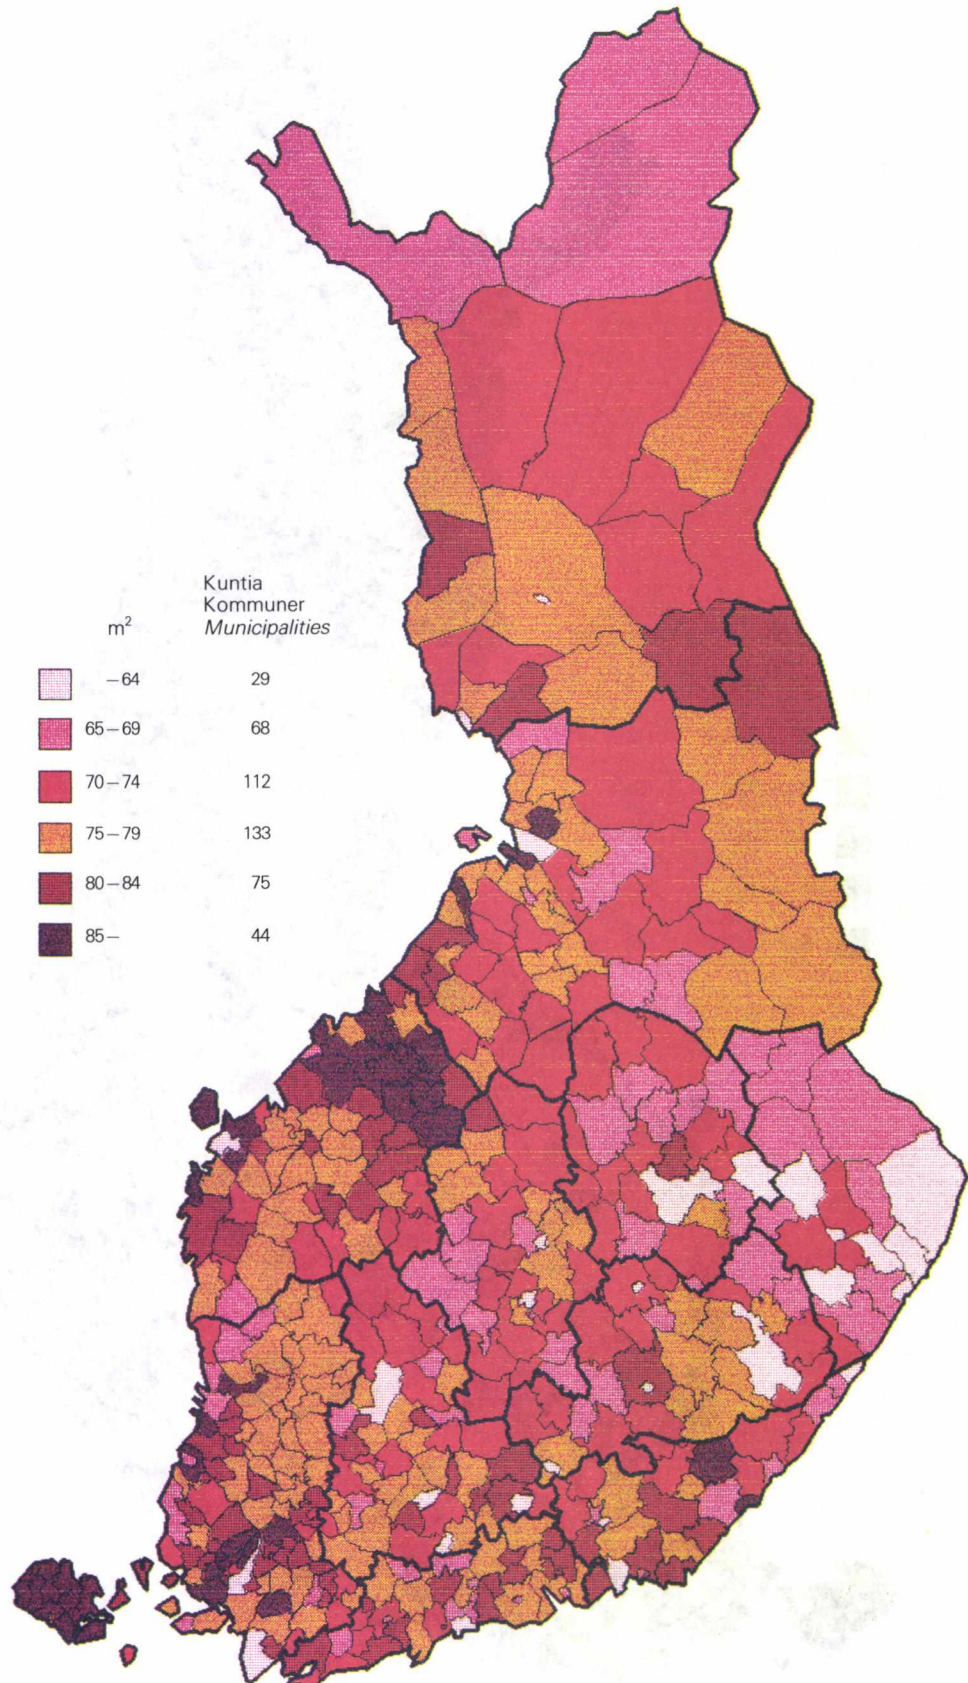 Kuntia
Kommuner
m² Municipalities
–64 29
65–69 68
70–74 112
75–79 133
80–84 75
85– 44